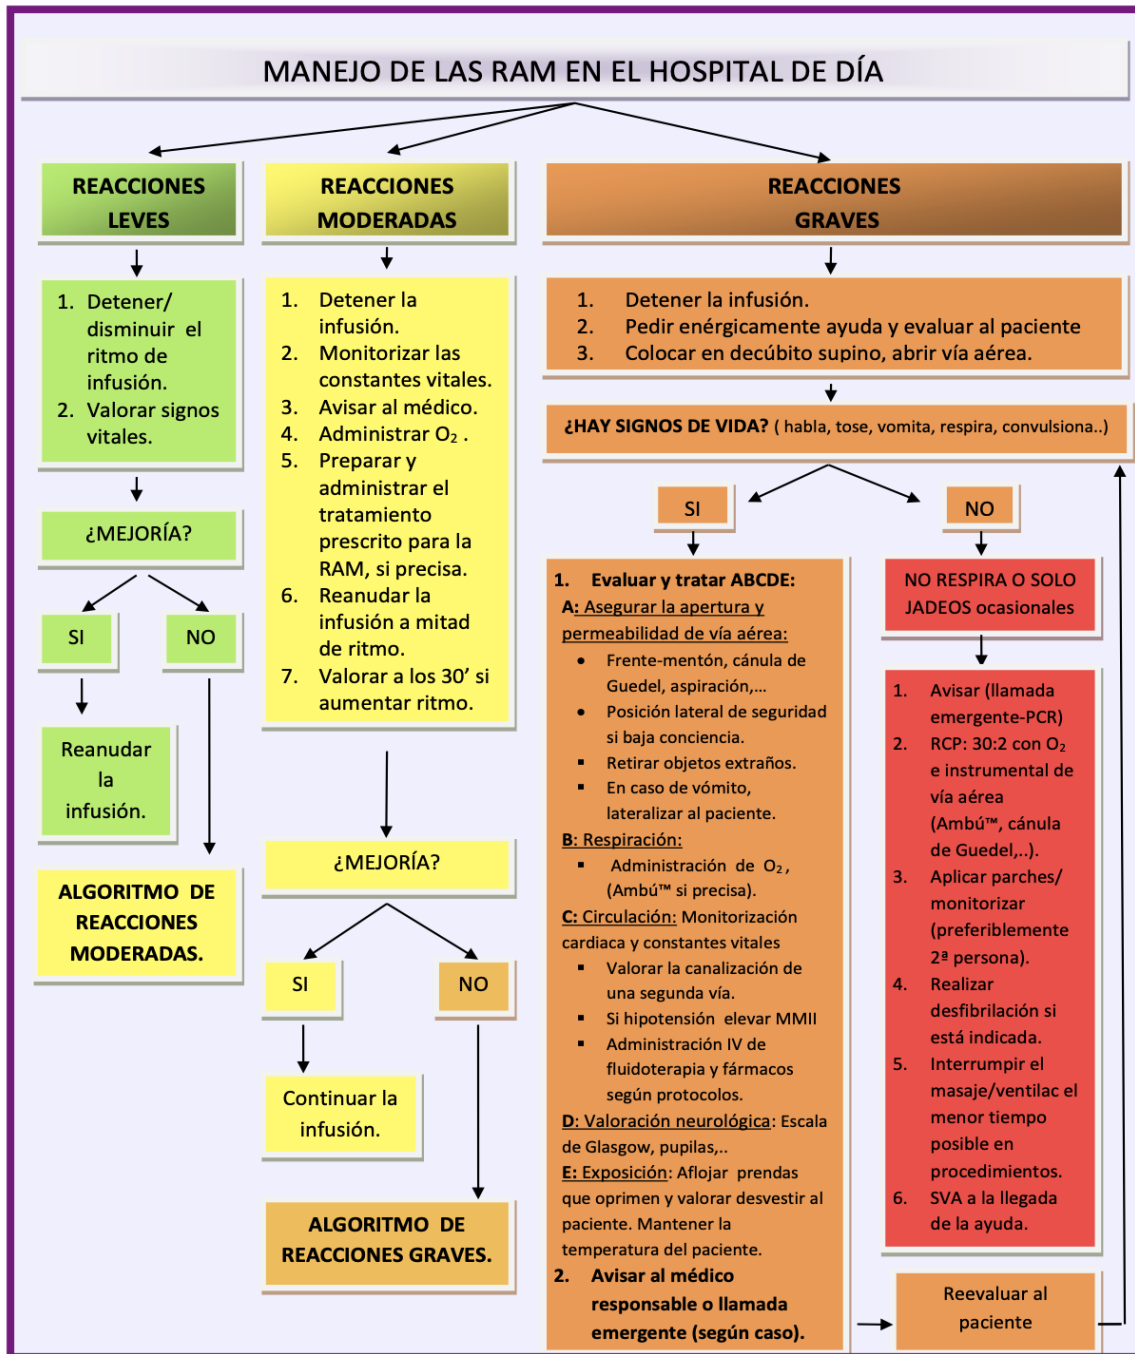 MANEJO DE LAS RAM EN EL HOSPITAL DE DÍA
REACCIONES
LEVES
1. Detener/
disminuir el
ritmo de
infusión.
2. Valorar signos
vitales.
¿MEJORÍA?
SI
NO
Reanudar
la
infusión.
ALGORITMO DE
REACCIONES
MODERADAS.
REACCIONES
MODERADAS
1. Detener la
infusión.
2. Monitorizar las
constantes vitales.
3. Avisar al médico.
4. Administrar O₂ .
5. Preparar y
administrar el
tratamiento
prescrito para la
RAM, si precisa.
6. Reanudar la
infusión a mitad
de ritmo.
7. Valorar a los 30’ si
aumentar ritmo.
¿MEJORÍA?
SI
NO
Continuar la
infusión.
ALGORITMO DE
REACCIONES GRAVES.
REACCIONES
GRAVES
1. Detener la infusión.
2. Pedir enérgicamente ayuda y evaluar al paciente
3. Colocar en decúbito supino, abrir vía aérea.
¿HAY SIGNOS DE VIDA? ( habla, tose, vomita, respira, convulsiona..)
SI
NO
1. Evaluar y tratar ABCDE:
A: Asegurar la apertura y
permeabilidad de vía aérea:
• Frente-mentón, cánula de
Guedel, aspiración,...
• Posición lateral de seguridad
si baja conciencia.
▪ Retirar objetos extraños.
▪ En caso de vómito,
lateralizar al paciente.
B: Respiración:
▪ Administración de O₂ ,
(Ambú™ si precisa).
C: Circulación: Monitorización
cardiaca y constantes vitales
▪ Valorar la canalización de
una segunda vía.
▪ Si hipotensión elevar MMII
▪ Administración IV de
fluidoterapia y fármacos
según protocolos.
D: Valoración neurológica: Escala
de Glasgow, pupilas,..
E: Exposición: Aflojar prendas
que oprimen y valorar desvestir al
paciente. Mantener la
temperatura del paciente.
2. Avisar al médico
responsable o llamada
emergente (según caso).
NO RESPIRA O SOLO
JADEOS ocasionales
1. Avisar (llamada
emergente-PCR)
2. RCP: 30:2 con O₂
e instrumental de
vía aérea
(Ambú™, cánula
de Guedel,..).
3. Aplicar parches/
monitorizar
(preferiblemente
2ª persona).
4. Realizar
desfibrilación si
está indicada.
5. Interrumpir el
masaje/ventilac el
menor tiempo
posible en
procedimientos.
6. SVA a la llegada
de la ayuda.
Reevaluar al
paciente